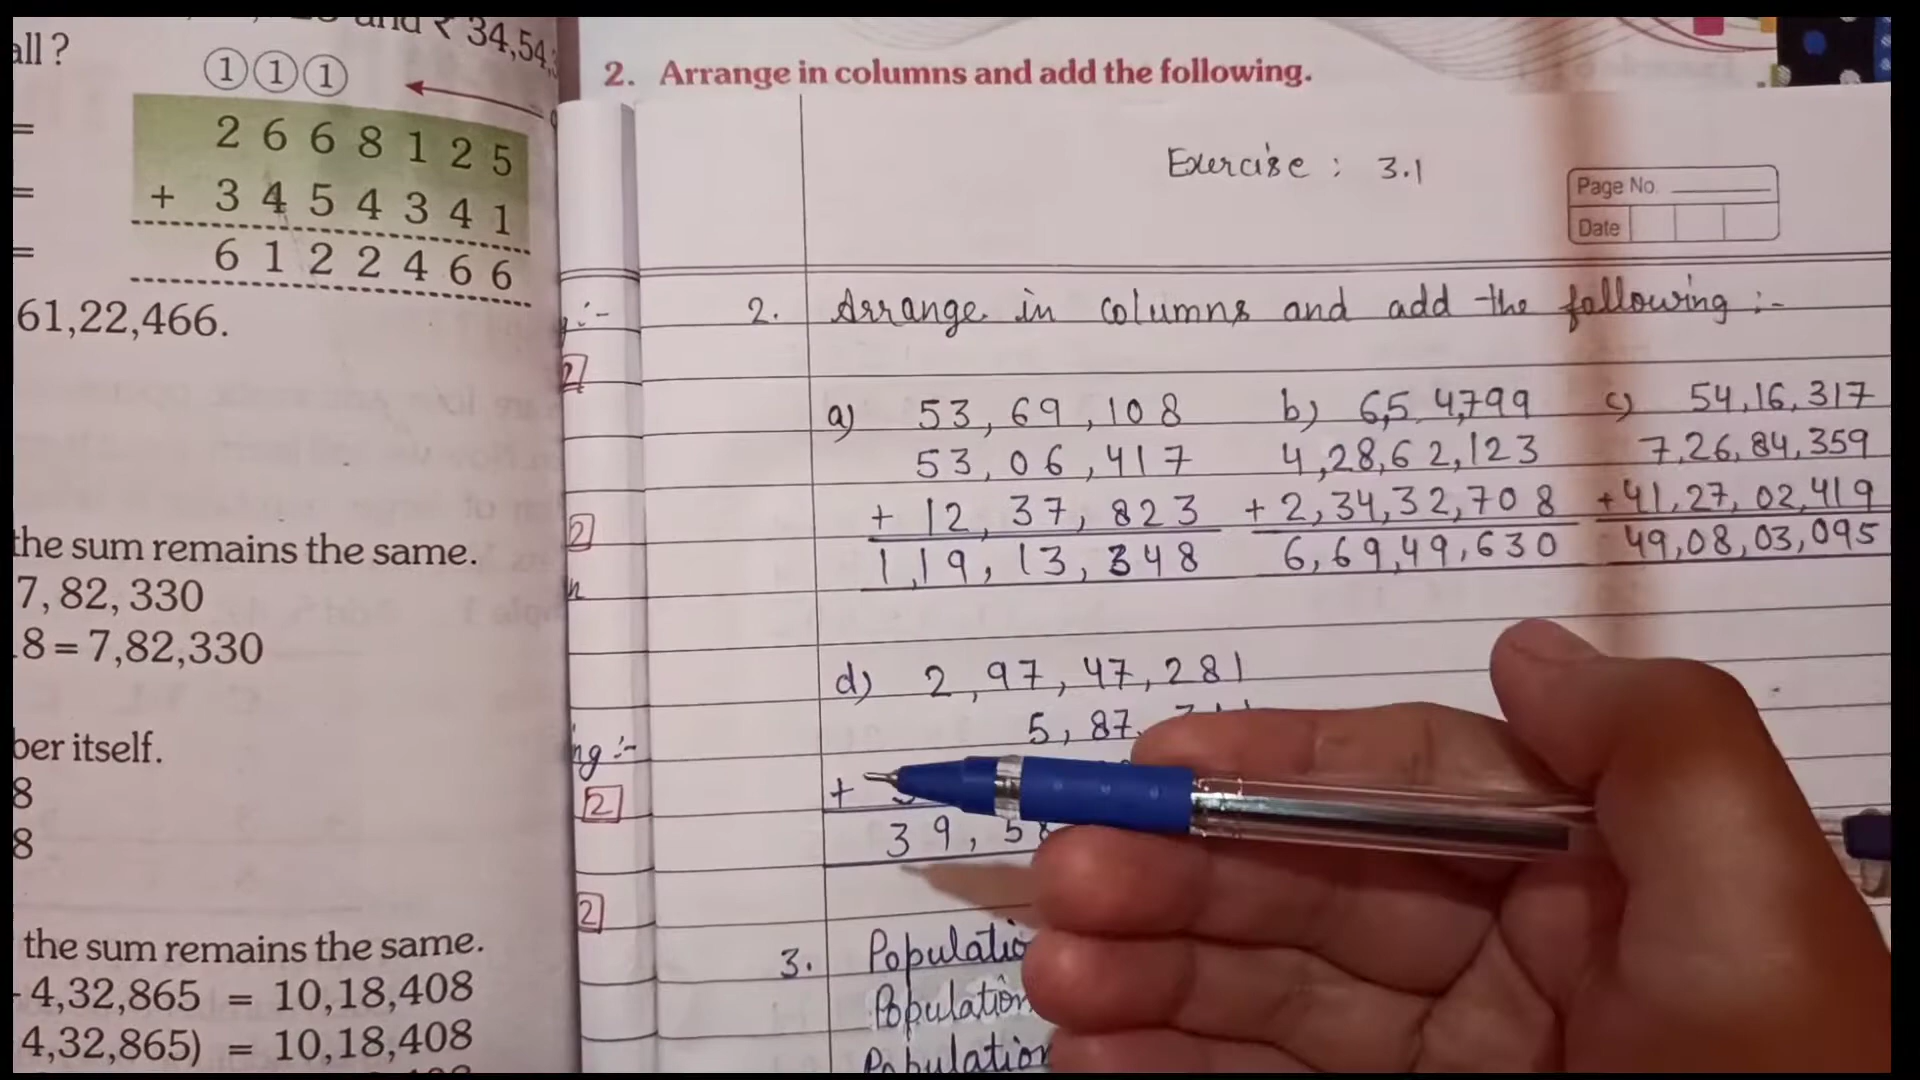 all ?
and ₹ 34,54,
1 1 1
2 6 6 8 1 2 5
+ 3 4 5 4 3 4 1
6 1 2 2 4 6 6
61,22,466.
the sum remains the same.
7, 82, 330
8 = 7,82,330
ber itself.
8
8
the sum remains the same.
4,32,865 = 10,18,408
4,32,865) = 10,18,408
2. Arrange in columns and add the following.
Exercise : 3.1
Page No.
Date
2. Arrange in columns and add the following :-
a) 53,69,108 b) 6,54,799 c) 54,16,317
53,06,417 4,28,62,123 7,26,84,359
+ 12,37,823 + 2,34,32,708 + 41,27,02,419
1,19,13,348 6,69,49,630 49,08,03,095
d) 2,97,47,281
5,87,
+
39,58
3. Populatio
Population
Population
2
2
ng :-
2
2